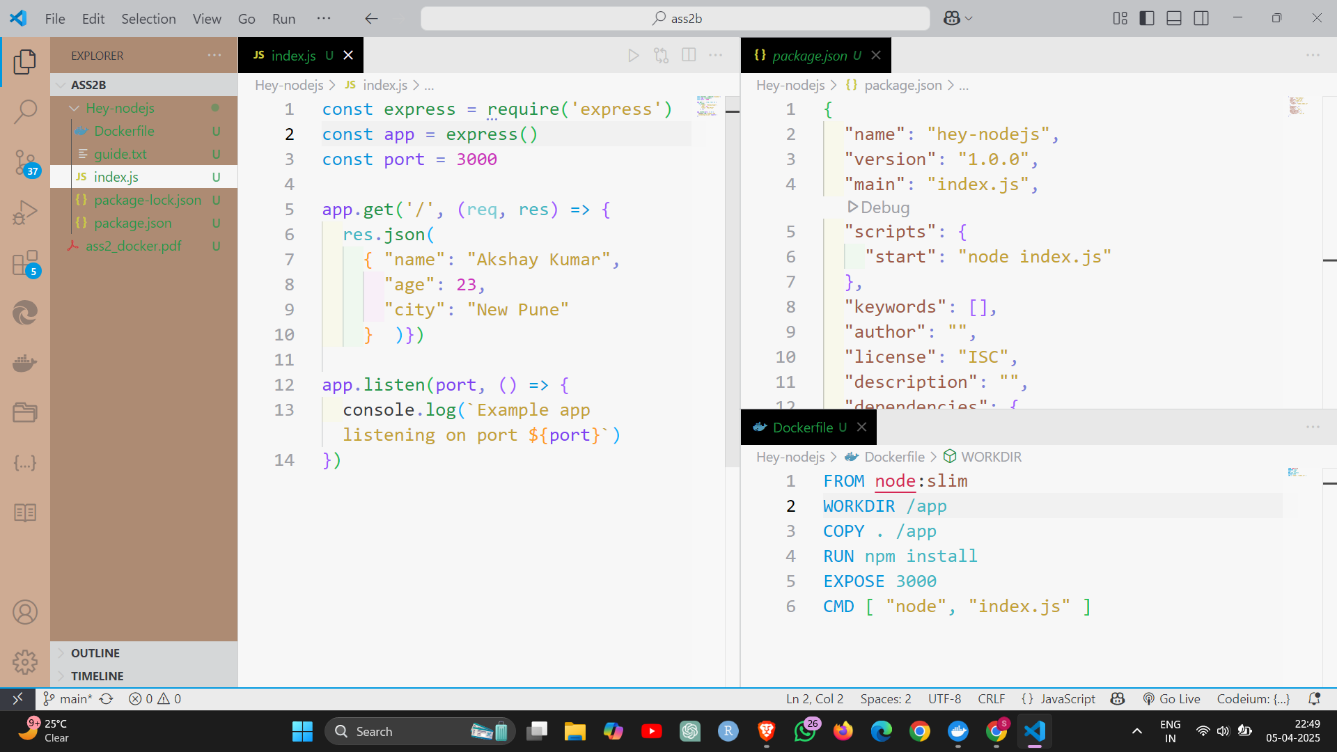 File Edit Selection View Go Run ··· ass2b
EXPLORER ···
ASS2B
Hey-nodejs
Dockerfile U
guide.txt U
index.js U
package-lock.json U
package.json U
ass2_docker.pdf U
OUTLINE
TIMELINE
37
5
JS index.js U
Hey-nodejs > JS index.js > ...
1 const express = require('express')
2 const app = express()
3 const port = 3000
4
5 app.get('/', (req, res) => {
6 res.json(
7 { "name": "Akshay Kumar",
8 "age": 23,
9 "city": "New Pune"
10 } )})
11
12 app.listen(port, () => {
13 console.log(`Example app
listening on port ${port}`)
14 })
{} package.json U
Hey-nodejs > {} package.json > ...
1 {
2 "name": "hey-nodejs",
3 "version": "1.0.0",
4 "main": "index.js",
Debug
5 "scripts": {
6 "start": "node index.js"
7 },
8 "keywords": [],
9 "author": "",
10 "license": "ISC",
11 "description": "",
12 "dependencies": {
Dockerfile U
Hey-nodejs > Dockerfile > WORKDIR
1 FROM node:slim
2 WORKDIR /app
3 COPY . /app
4 RUN npm install
5 EXPOSE 3000
6 CMD [ "node", "index.js" ]
main* 0 0 Ln 2, Col 2 Spaces: 2 UTF-8 CRLF {} JavaScript Go Live Codeium: {...}
9+ 25°C
Clear
Search
26
ENG
IN
22:49
05-04-2025